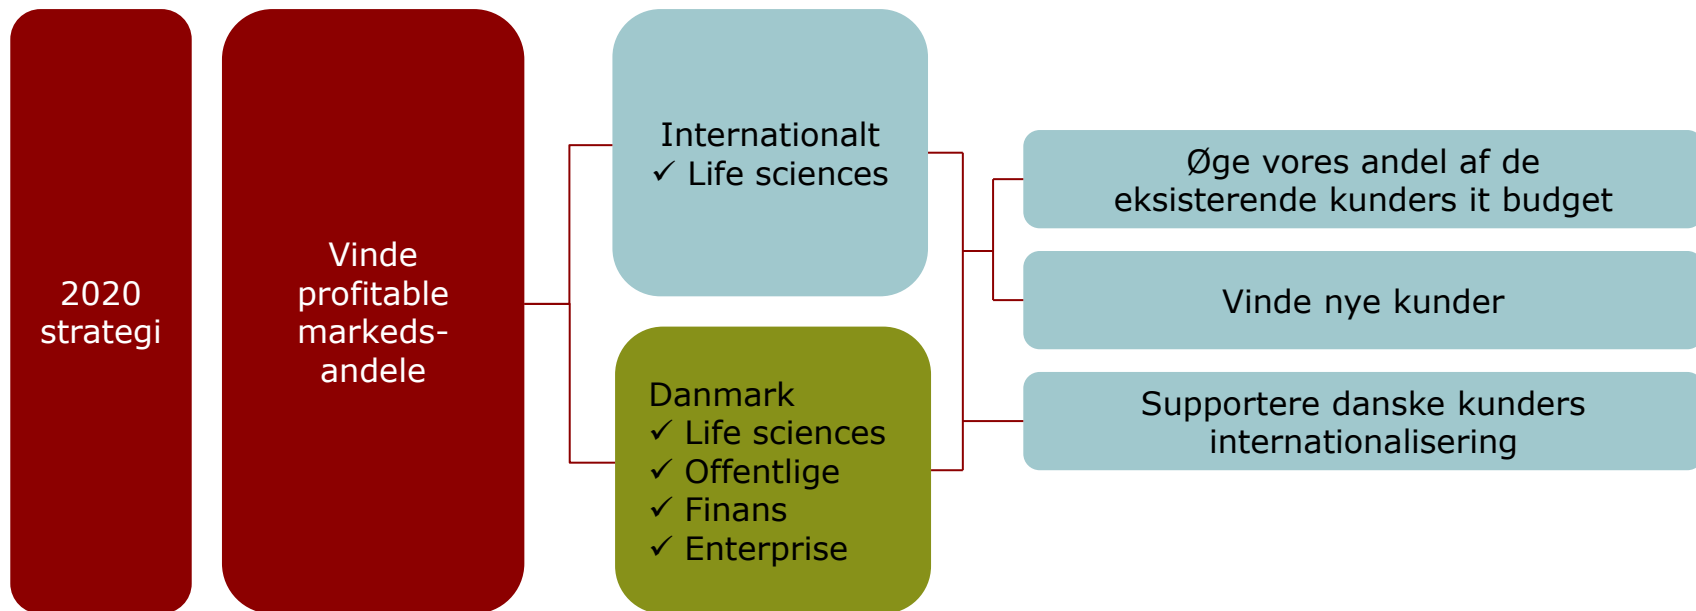 2020
strategi
Vinde
profitable
markeds-
andele
Internationalt
✓ Life sciences
Danmark
✓ Life sciences
✓ Offentlige
✓ Finans
✓ Enterprise
Øge vores andel af de
eksisterende kunders it budget
Vinde nye kunder
Supportere danske kunders
internationalisering